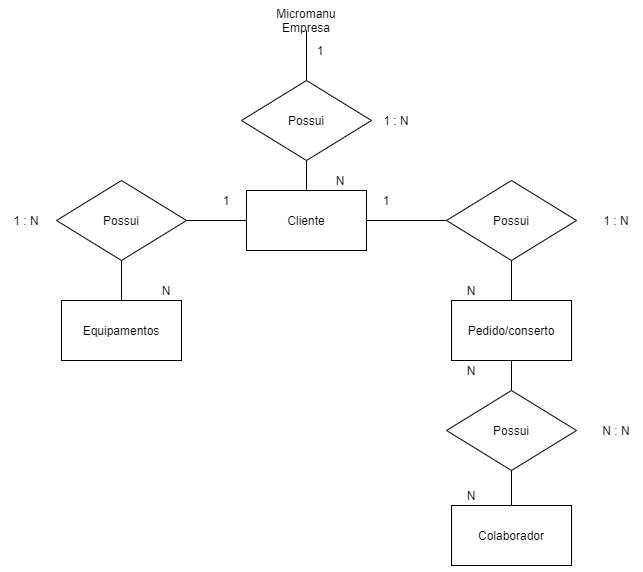 Micromanu
Empresa
1
Possui
1 : N
N
1
Cliente
1
1 : N
Possui
Possui
1 : N
N
Equipamentos
N
Pedido/conserto
N
Possui
N : N
N
Colaborador